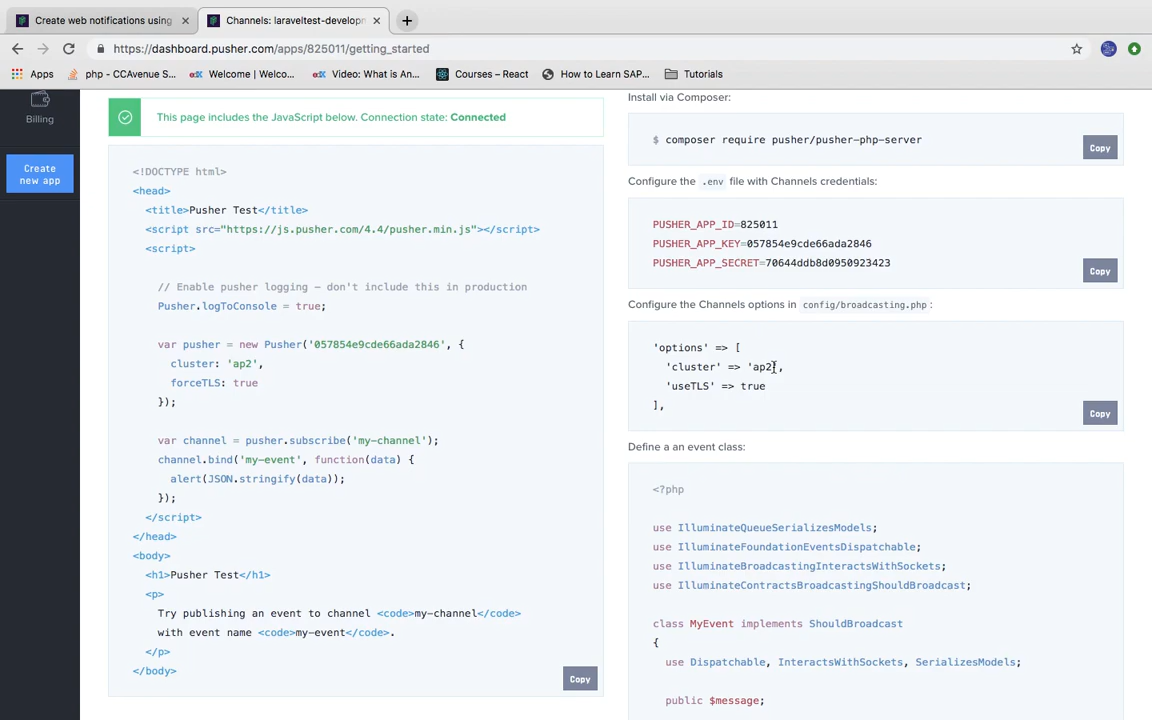 Create web notifications using
Channels: laraveltest-developm
https://dashboard.pusher.com/apps/825011/getting_started
Apps
php - CCAvenue S...
Welcome | Welco...
Video: What is An...
Courses – React
How to Learn SAP...
Tutorials
Billing
Create
new app
This page includes the JavaScript below. Connection state: Connected
<!DOCTYPE html>
<head>
<title>Pusher Test</title>
<script src="https://js.pusher.com/4.4/pusher.min.js"></script>
<script>
// Enable pusher logging - don't include this in production
Pusher.logToConsole = true;
var pusher = new Pusher('057854e9cde66ada2846', {
cluster: 'ap2',
forceTLS: true
});
var channel = pusher.subscribe('my-channel');
channel.bind('my-event', function(data) {
alert(JSON.stringify(data));
});
</script>
</head>
<body>
<h1>Pusher Test</h1>
<p>
Try publishing an event to channel <code>my-channel</code>
with event name <code>my-event</code>.
</p>
</body>
Copy
Install via Composer:
$ composer require pusher/pusher-php-server
Copy
Configure the .env file with Channels credentials:
PUSHER_APP_ID=825011
PUSHER_APP_KEY=057854e9cde66ada2846
PUSHER_APP_SECRET=70644ddb8d0950923423
Copy
Configure the Channels options in config/broadcasting.php :
'options' => [
'cluster' => 'ap2',
'useTLS' => true
],
Copy
Define a an event class:
<?php
use IlluminateQueueSerializesModels;
use IlluminateFoundationEventsDispatchable;
use IlluminateBroadcastingInteractsWithSockets;
use IlluminateContractsBroadcastingShouldBroadcast;
class MyEvent implements ShouldBroadcast
{
use Dispatchable, InteractsWithSockets, SerializesModels;
public $message;